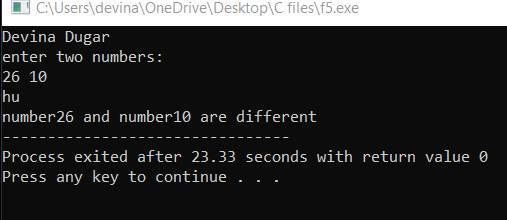 C:\Users\devina\OneDrive\Desktop\C files\f5.exe
Devina Dugar
enter two numbers:
26 10
hu
number26 and number10 are different
--------------------------------
Process exited after 23.33 seconds with return value 0
Press any key to continue . . .